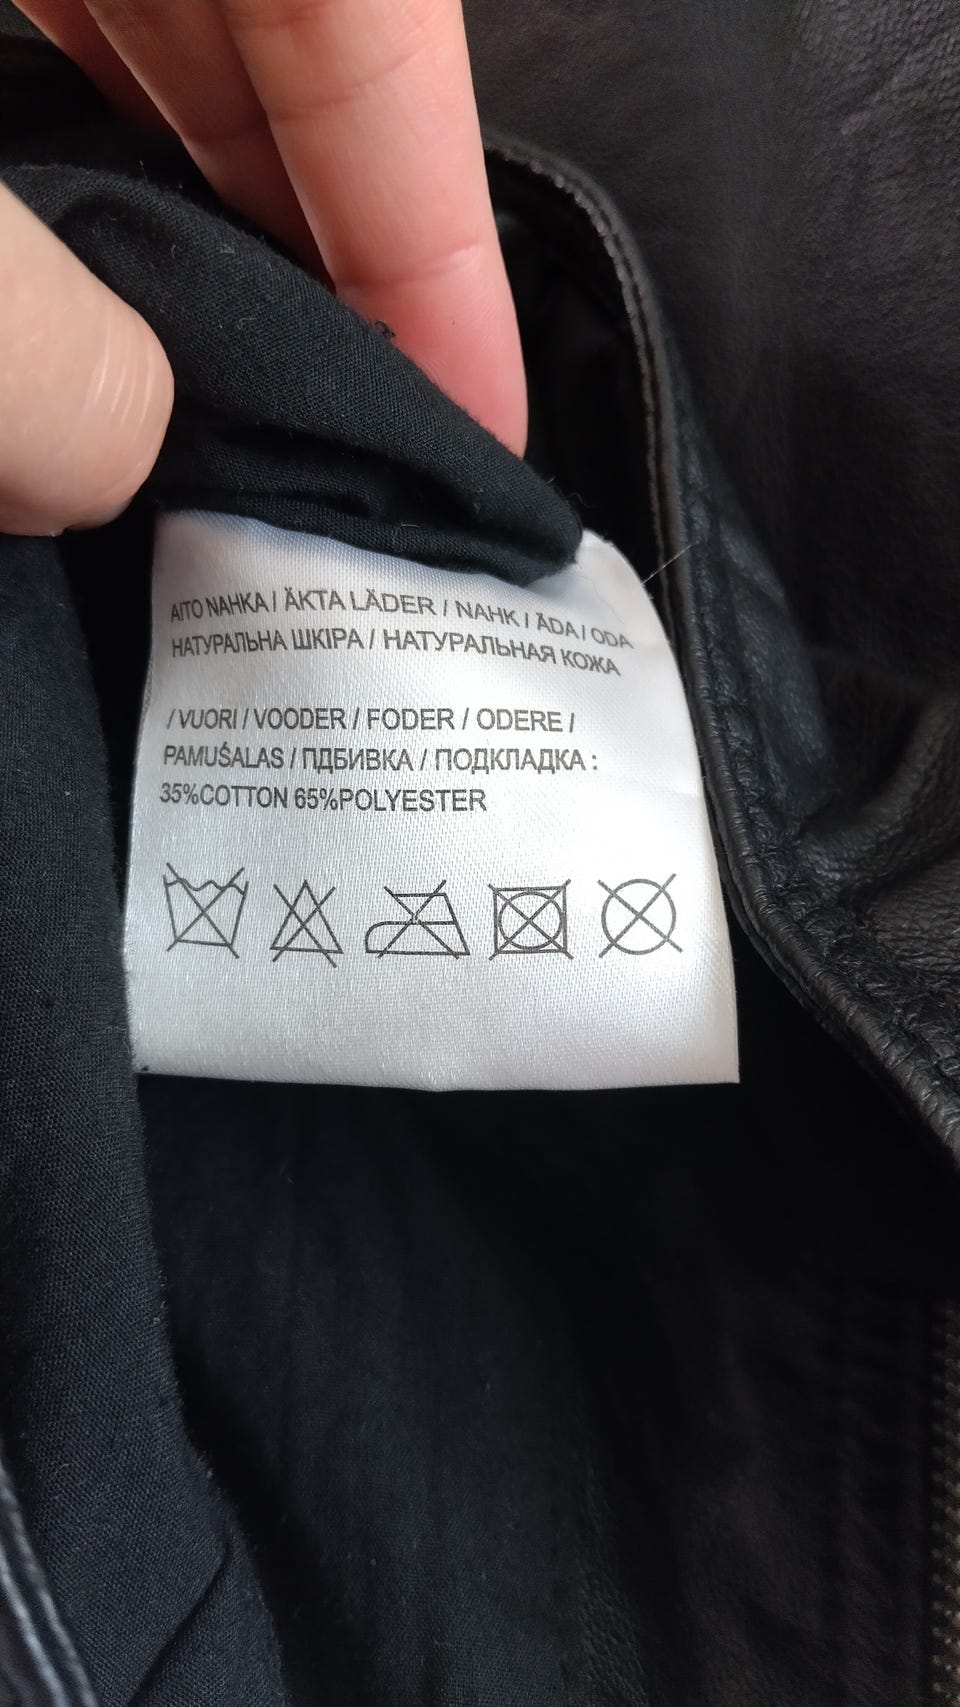 AITO NAHKA / ÄKTA LÄDER / NAHK / ĀDA / ODA
НАТУРАЛЬНА ШКІРА / НАТУРАЛЬНАЯ КОЖА
/ VUORI / VOODER / FODER / ODERE /
PAMUŠALAS / ПДБИВКА / ПОДКЛАДКА :
35%COTTON 65%POLYESTER